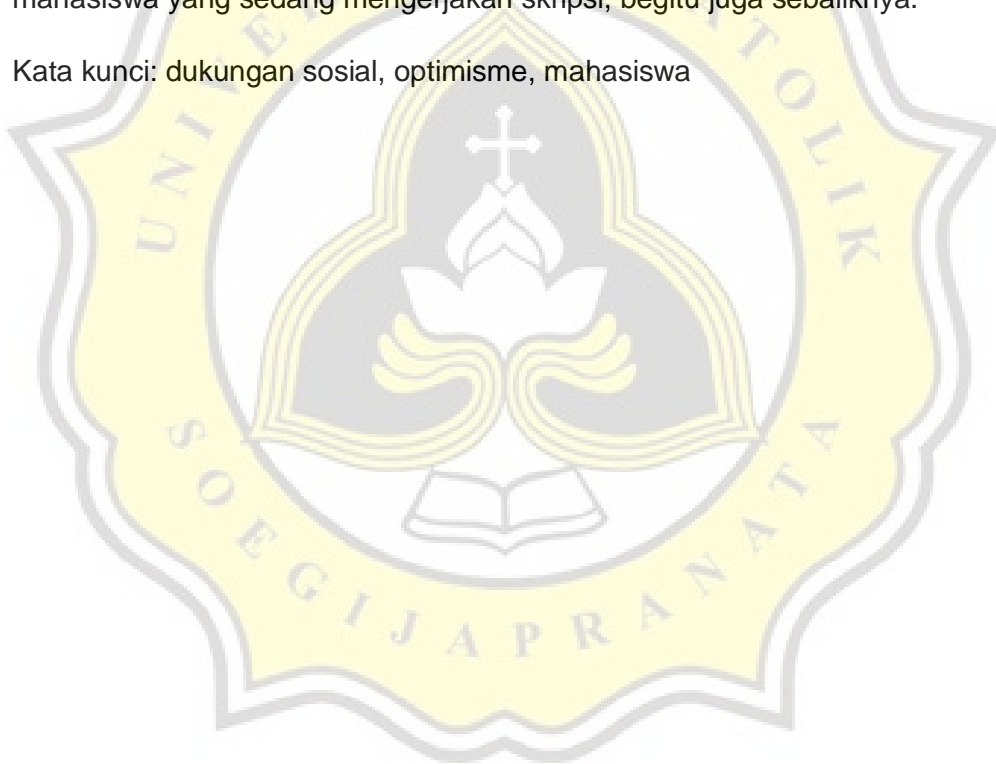 mahasiswa yang sedang mengerjakan skripsi, begitu juga sebaliknya.
Kata kunci: dukungan sosial, optimisme, mahasiswa
SOEGIJAPRANATA